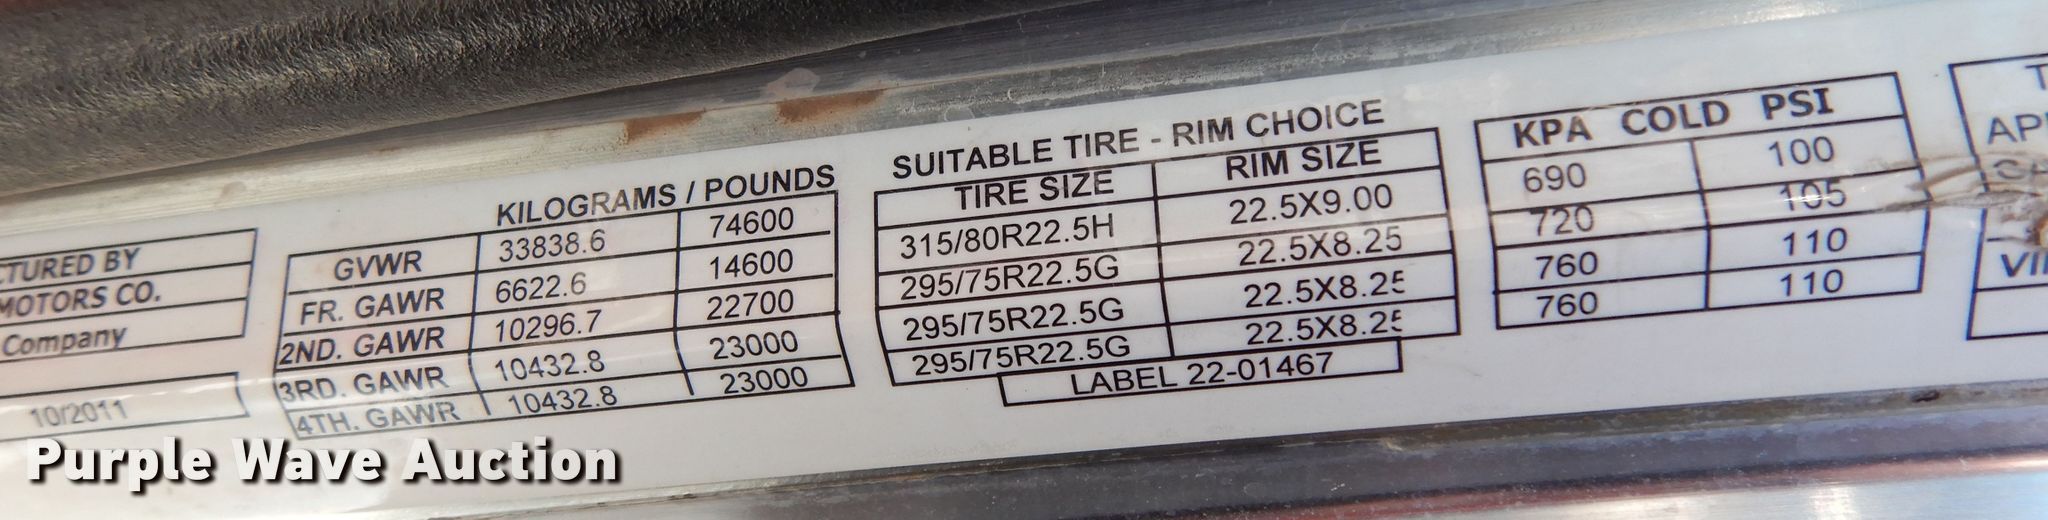 CTURED BY
MOTORS CO.
Company
10/2011
KILOGRAMS / POUNDS
GVWR 33838.6 74600
FR. GAWR 6622.6 14600
2ND. GAWR 10296.7 22700
3RD. GAWR 10432.8 23000
4TH. GAWR 10432.8 23000
SUITABLE TIRE - RIM CHOICE
TIRE SIZE RIM SIZE
315/80R22.5H 22.5X9.00
295/75R22.5G 22.5X8.25
295/75R22.5G 22.5X8.25
295/75R22.5G 22.5X8.25
LABEL 22-01467
KPA COLD PSI
690 100
720 105
760 110
760 110
VI
Purple Wave Auction